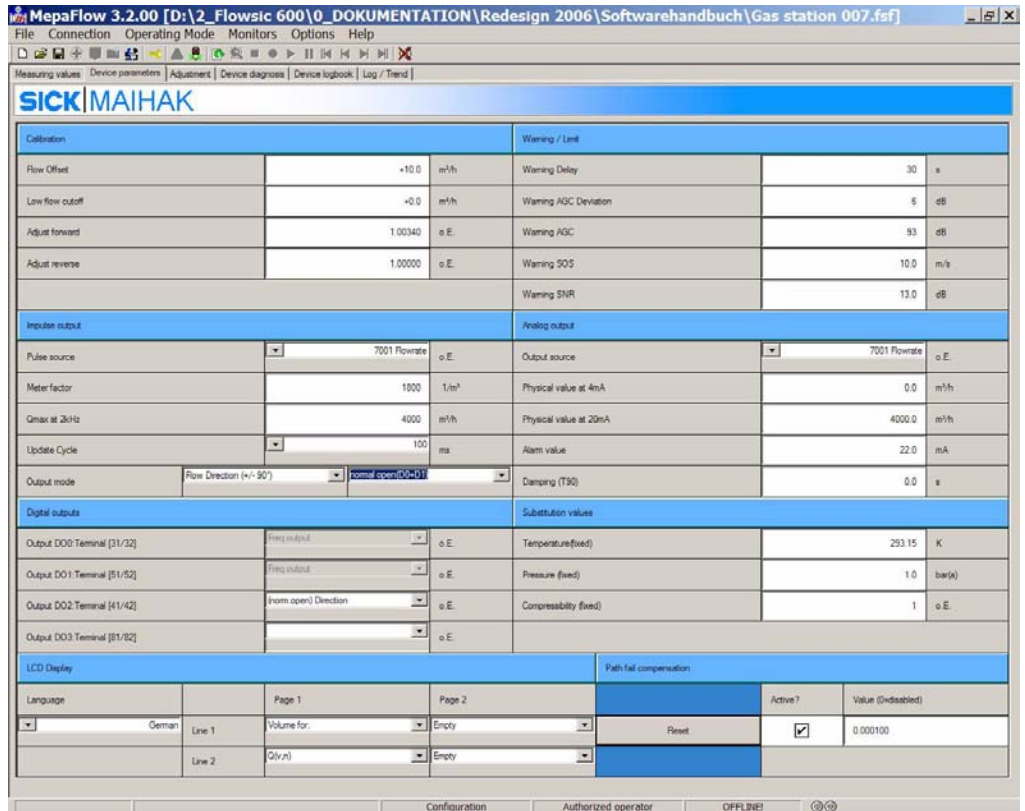 MepaFlow 3.2.00 [D:\2_Flowsic 600\0_DOKUMENTATION\Redesign 2006\Softwarehandbuch\Gas station 007.fsf]
File Connection Operating Mode Monitors Options Help
Measuring values Device parameters Adjustment Device diagnosis Device logbook Log / Trend
SICK MAIHAK
Calibration Warning / Limit
Flow Offset +10.0 m³/h Warning Delay 30 s
Low flow cutoff +0.0 m³/h Warning AGC Deviation 6 dB
Adjust forward 1.00340 o.E. Warning AGC 93 dB
Adjust reverse 1.00000 o.E. Warning SOS 10.0 m/s
Warning SNR 13.0 dB
Impulse output Analog output
Pulse source 7001 Flowrate o.E. Output source 7001 Flowrate o.E.
Meter factor 1800 1/m³ Physical value at 4mA 0.0 m³/h
Qmax at 2kHz 4000 m³/h Physical value at 20mA 4000.0 m³/h
Update Cycle 100 ms Alarm value 22.0 mA
Output mode Flow Direction (+/- 90°) normal open(D0+D1) Damping (T90) 0.0 s
Digital outputs Substitution values
Output DO0:Terminal [31/32] Freq output o.E. Temperature(fixed) 293.15 K
Output DO1:Terminal [51/52] Freq output o.E. Pressure (fixed) 1.0 bar(a)
Output DO2:Terminal [41/42] (norm.open) Direction o.E. Compressibility (fixed) 1 o.E.
Output DO3:Terminal [81/82] o.E.
LCD Display Path fail compensation
Language Page 1 Page 2 Active? Value (0=disabled)
German Line 1 Volume for. Empty Reset 0.000100
Line 2 Q(v,n) Empty
Configuration Authorized operator OFFLINE!